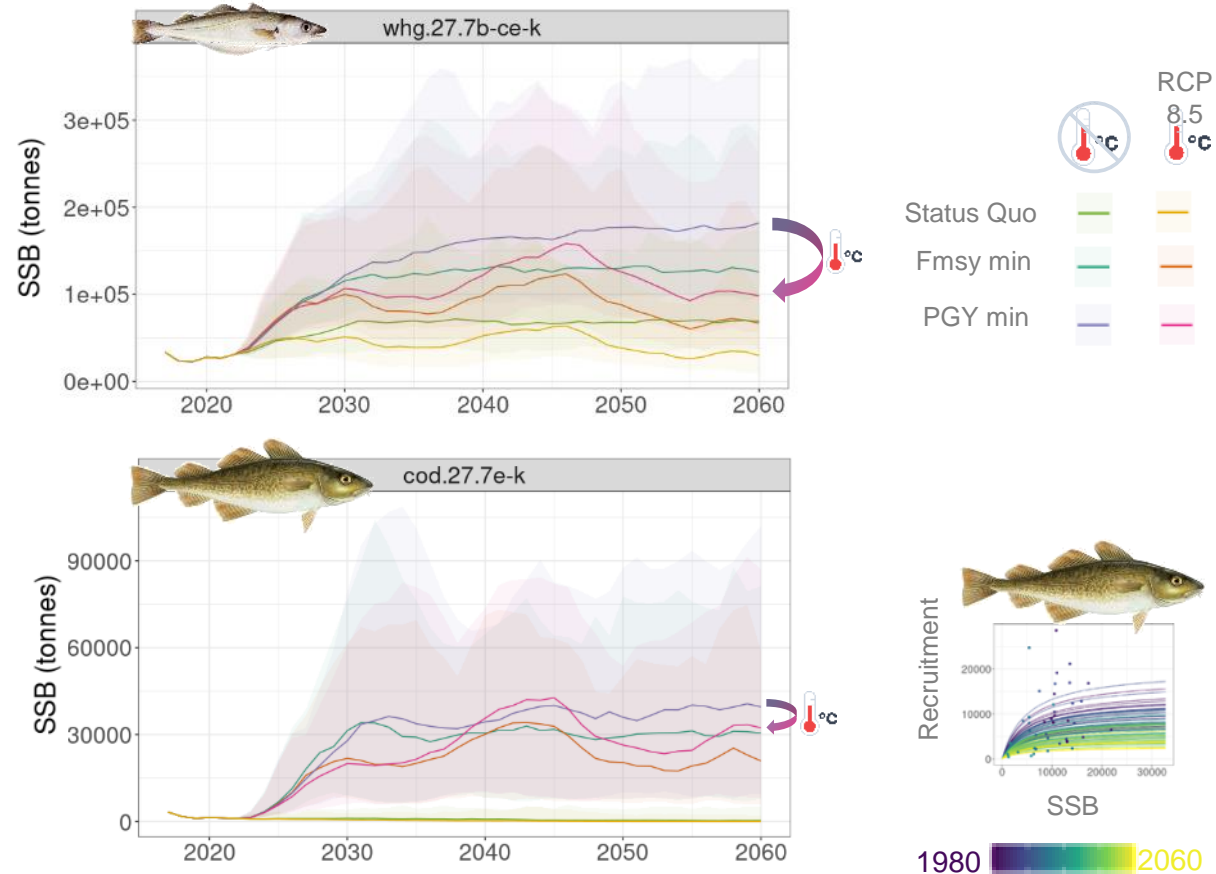 whg.27.7b-ce-k
SSB (tonnes)
3e+05
2e+05
1e+05
0e+00
2020 2030 2040 2050 2060
°C
RCP
8.5
°C °C
Status Quo
Fmsy min
PGY min
cod.27.7e-k
SSB (tonnes)
90000
60000
30000
0
2020 2030 2040 2050 2060
°C
Recruitment
20000
10000
0
0 10000 20000 30000
SSB
1980 2060